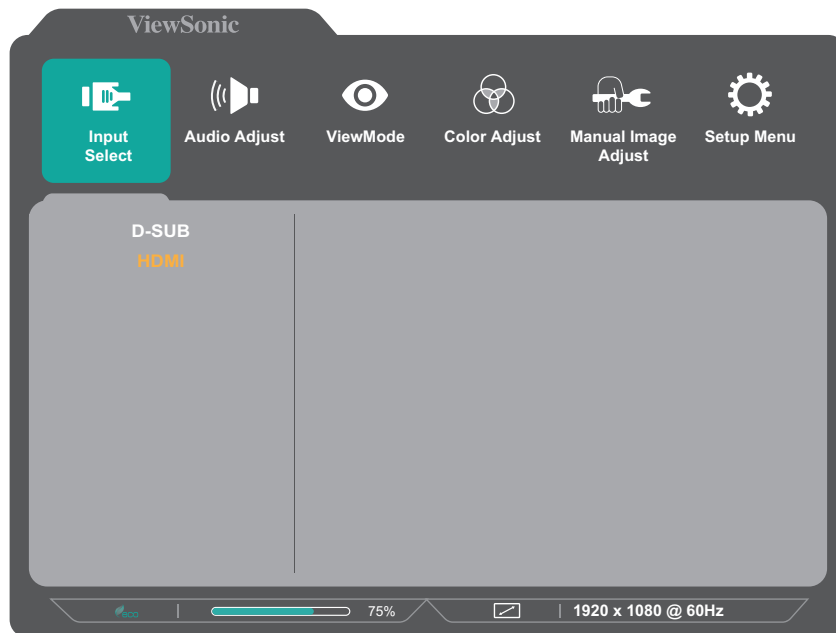 ViewSonic
Input Select
Audio Adjust
ViewMode
Color Adjust
Manual Image Adjust
Setup Menu
D-SUB
HDMI
eco
75%
1920 x 1080 @ 60Hz